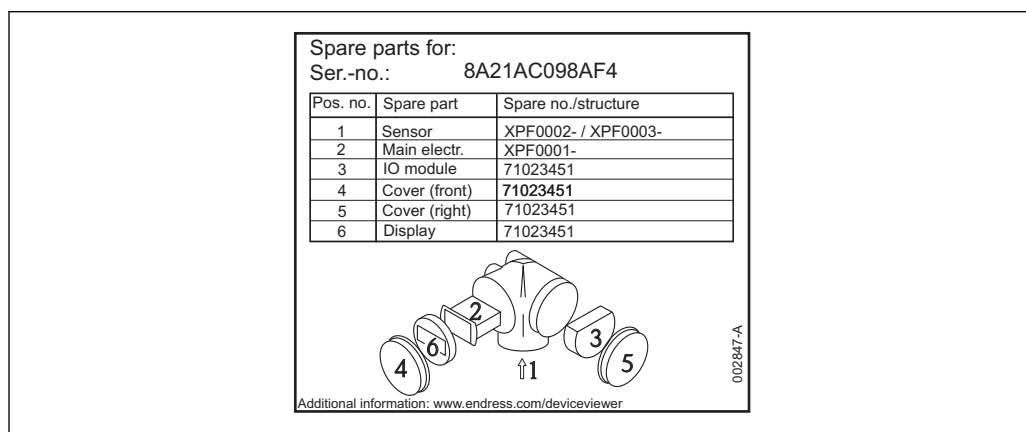 Spare parts for:
Ser.-no.: 8A21AC098AF4
Pos. no. Spare part Spare no./structure
1 Sensor XPF0002- / XPF0003-
2 Main electr. XPF0001-
3 IO module 71023451
4 Cover (front) 71023451
5 Cover (right) 71023451
6 Display 71023451
2
6
3
4
⇧1
5
002847-A
Additional information: www.endress.com/deviceviewer